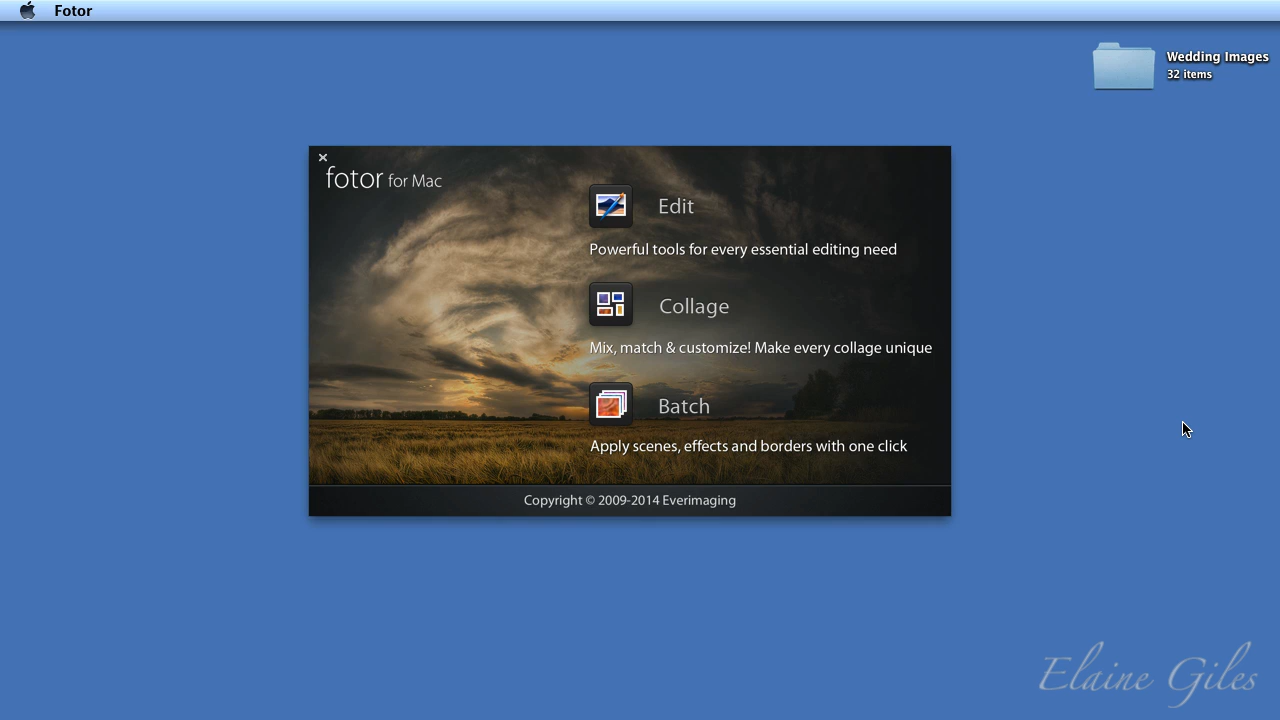 Fotor
Wedding Images
32 items
fotor for Mac
Edit
Powerful tools for every essential editing need
Collage
Mix, match & customize! Make every collage unique
Batch
Apply scenes, effects and borders with one click
Copyright © 2009-2014 Everimaging
Elaine Giles